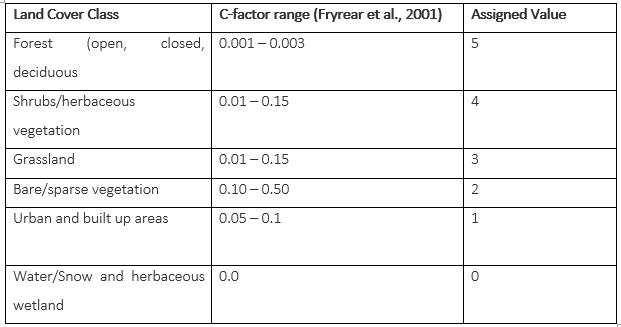 Land Cover Class C-factor range (Fryrear et al., 2001) Assigned Value
Forest (open, closed, 0.001 – 0.003 5
deciduous
Shrubs/herbaceous 0.01 – 0.15 4
vegetation
Grassland 0.01 – 0.15 3
Bare/sparse vegetation 0.10 – 0.50 2
Urban and built up areas 0.05 – 0.1 1
Water/Snow and herbaceous 0.0 0
wetland